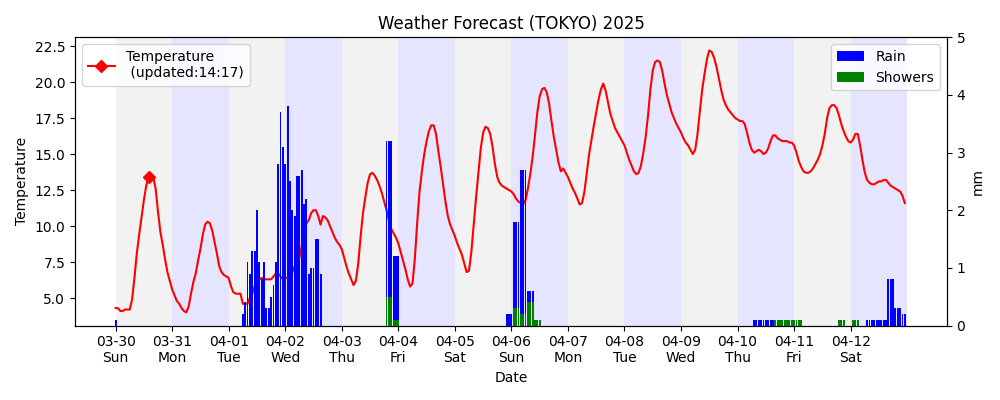 Weather Forecast (TOKYO) 2025
Temperature
(updated:14:17)
Rain
Showers
Temperature
22.5
20.0
17.5
15.0
12.5
10.0
7.5
5.0
5
4
3
2
1
0
mm
03-30 03-31 04-01 04-02 04-03 04-04 04-05 04-06 04-07 04-08 04-09 04-10 04-11 04-12
Sun Mon Tue Wed Thu Fri Sat Sun Mon Tue Wed Thu Fri Sat
Date